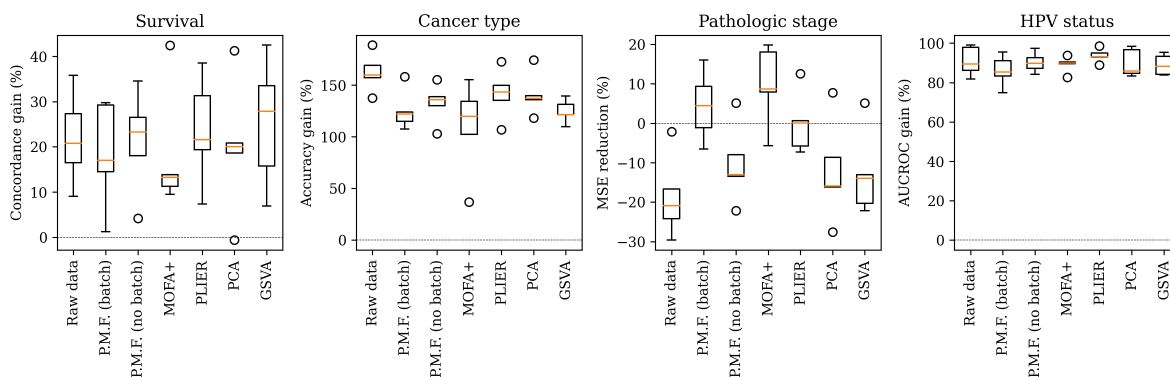 Survival
Concordance gain (%)
40
30
20
10
0
Raw data
P.M.F. (batch)
P.M.F. (no batch)
MOFA+
PLIER
PCA
GSVA
Cancer type
Accuracy gain (%)
150
100
50
0
Raw data
P.M.F. (batch)
P.M.F. (no batch)
MOFA+
PLIER
PCA
GSVA
Pathologic stage
MSE reduction (%)
20
10
0
−10
−20
−30
Raw data
P.M.F. (batch)
P.M.F. (no batch)
MOFA+
PLIER
PCA
GSVA
HPV status
AUCROC gain (%)
100
80
60
40
20
0
Raw data
P.M.F. (batch)
P.M.F. (no batch)
MOFA+
PLIER
PCA
GSVA